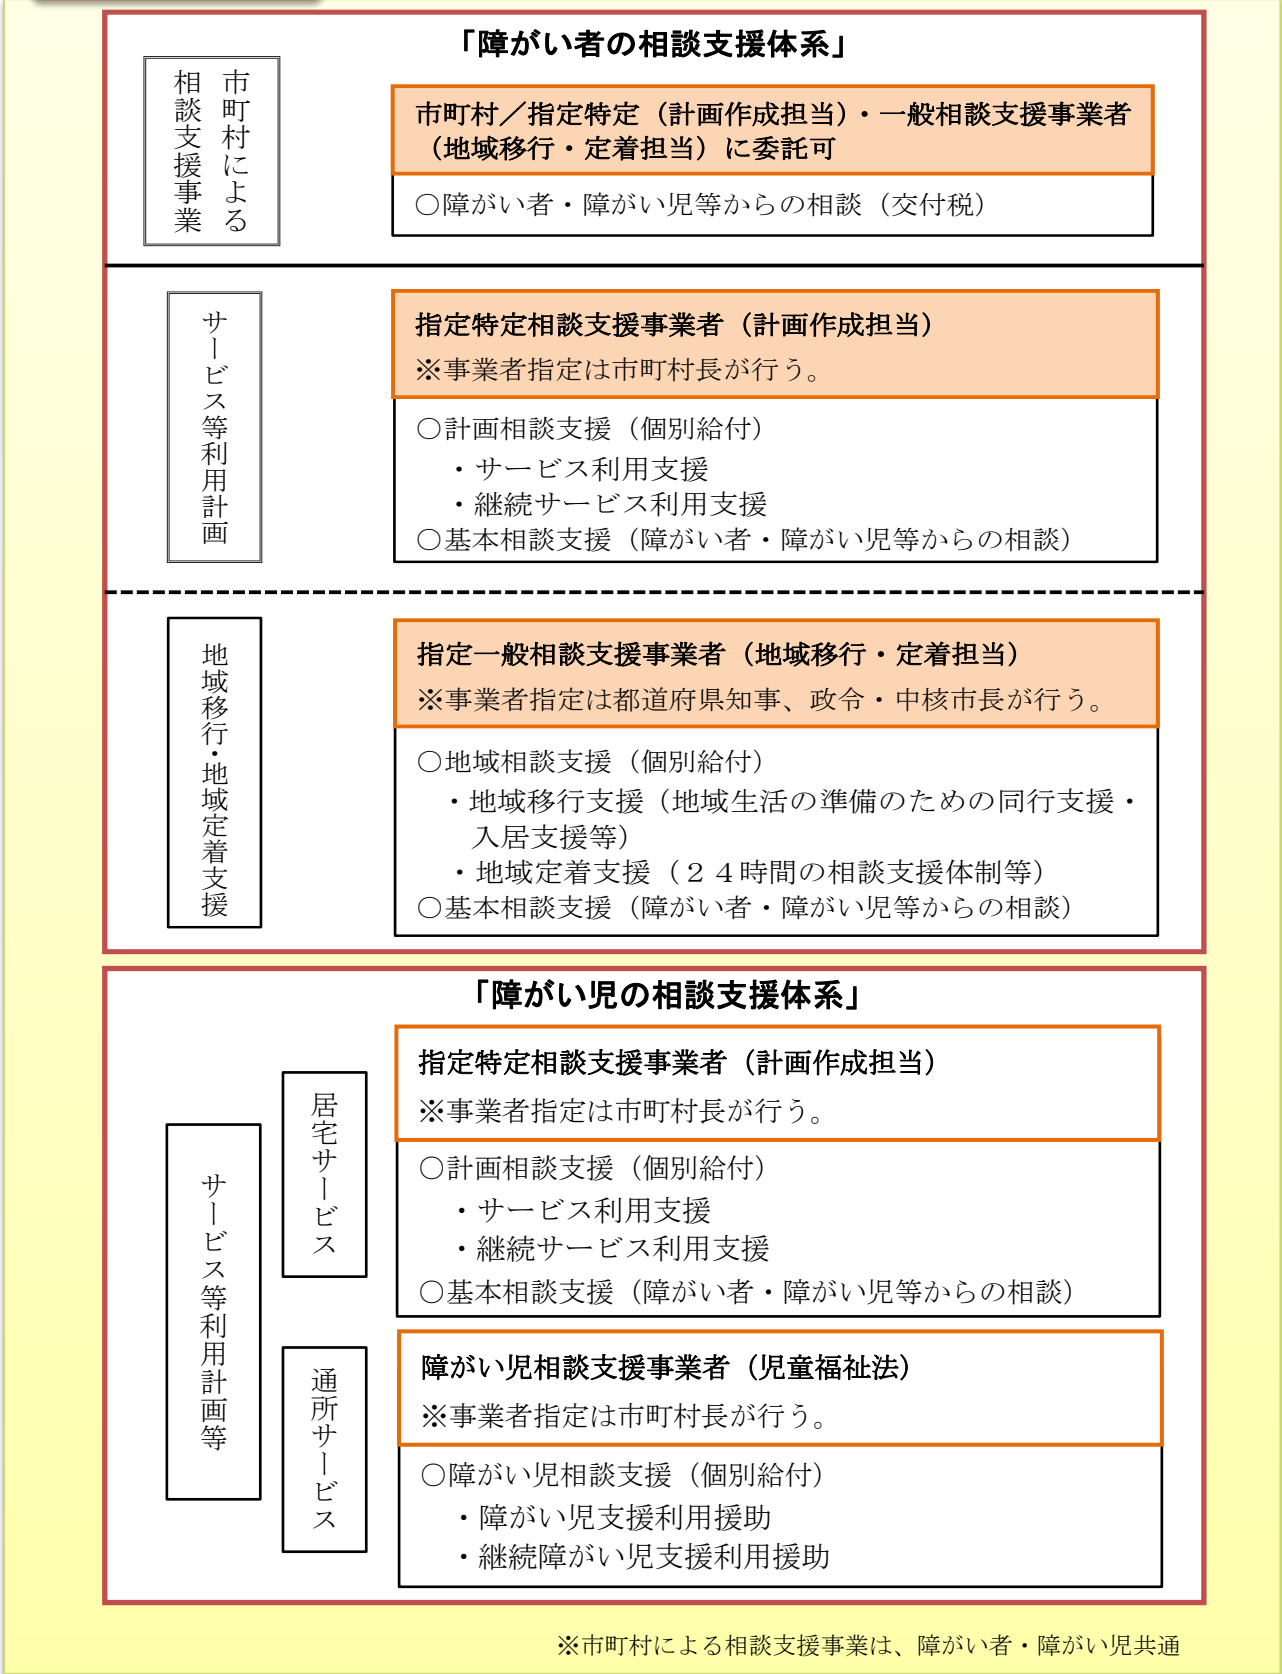 「障がい者の相談支援体系」
市町村による
相談支援事業
市町村／指定特定（計画作成担当）・一般相談支援事業者
（地域移行・定着担当）に委託可
○障がい者・障がい児等からの相談（交付税）
サービス等利用計画
指定特定相談支援事業者（計画作成担当）
※事業者指定は市町村長が行う。
○計画相談支援（個別給付）
・サービス利用支援
・継続サービス利用支援
○基本相談支援（障がい者・障がい児等からの相談）
地域移行・地域定着支援
指定一般相談支援事業者（地域移行・定着担当）
※事業者指定は都道府県知事、政令・中核市長が行う。
○地域相談支援（個別給付）
・地域移行支援（地域生活の準備のための同行支援・
入居支援等）
・地域定着支援（２４時間の相談支援体制等）
○基本相談支援（障がい者・障がい児等からの相談）
「障がい児の相談支援体系」
サービス等利用計画等
居宅サービス
指定特定相談支援事業者（計画作成担当）
※事業者指定は市町村長が行う。
○計画相談支援（個別給付）
・サービス利用支援
・継続サービス利用支援
○基本相談支援（障がい者・障がい児等からの相談）
通所サービス
障がい児相談支援事業者（児童福祉法）
※事業者指定は市町村長が行う。
○障がい児相談支援（個別給付）
・障がい児支援利用援助
・継続障がい児支援利用援助
※市町村による相談支援事業は、障がい者・障がい児共通